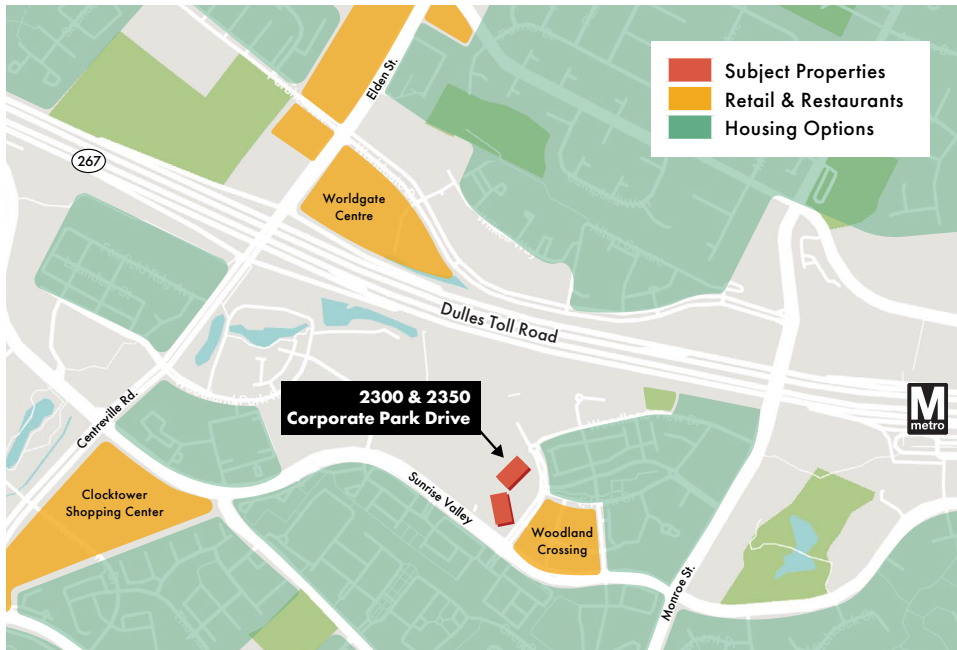 Subject Properties
Retail & Restaurants
Housing Options
Elden St.
267
Worldgate
Centre
Dulles Toll Road
2300 & 2350
Corporate Park Drive
M
metro
Centreville Rd.
Clocktower
Shopping Center
Sunrise Valley
Woodland
Crossing
Monroe St.